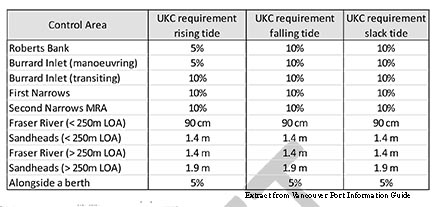 Control Area UKC requirement rising tide UKC requirement falling tide UKC requirement slack tide
Roberts Bank 5% 10% 10%
Burrard Inlet (manoeuvring) 5% 10% 10%
Burrard Inlet (transiting) 10% 10% 10%
First Narrows 10% 10% 10%
Second Narrows MRA 10% 10% 10%
Fraser River (< 250m LOA) 90 cm 90 cm 90 cm
Sandheads (< 250m LOA) 1.4 m 1.4 m 1.4 m
Fraser River (> 250m LOA) 1.4 m 1.4 m 1.4 m
Sandheads (> 250m LOA) 1.9 m 1.9 m 1.9 m
Alongside a berth 5% 5% 5%
Extract from Vancouver Port Information Guide